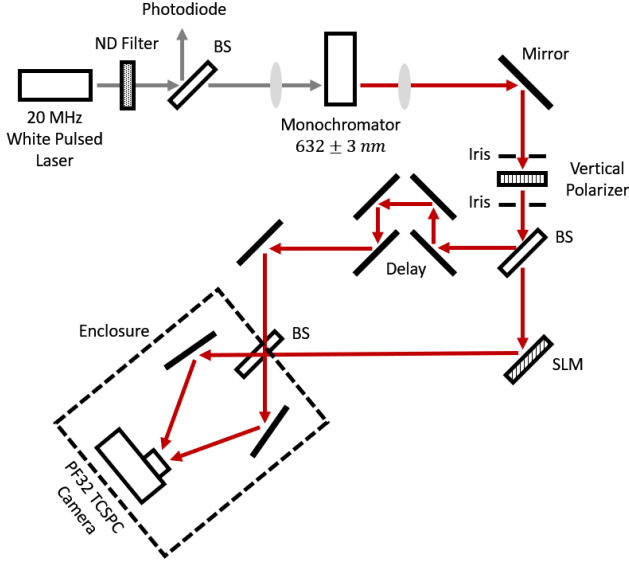 Photodiode
ND Filter
BS
Mirror
20 MHz
White Pulsed
Laser
Monochromator
632 ± 3 nm
Iris
Vertical
Polarizer
Iris
BS
Delay
Enclosure
BS
SLM
PF32 TCSPC
Camera